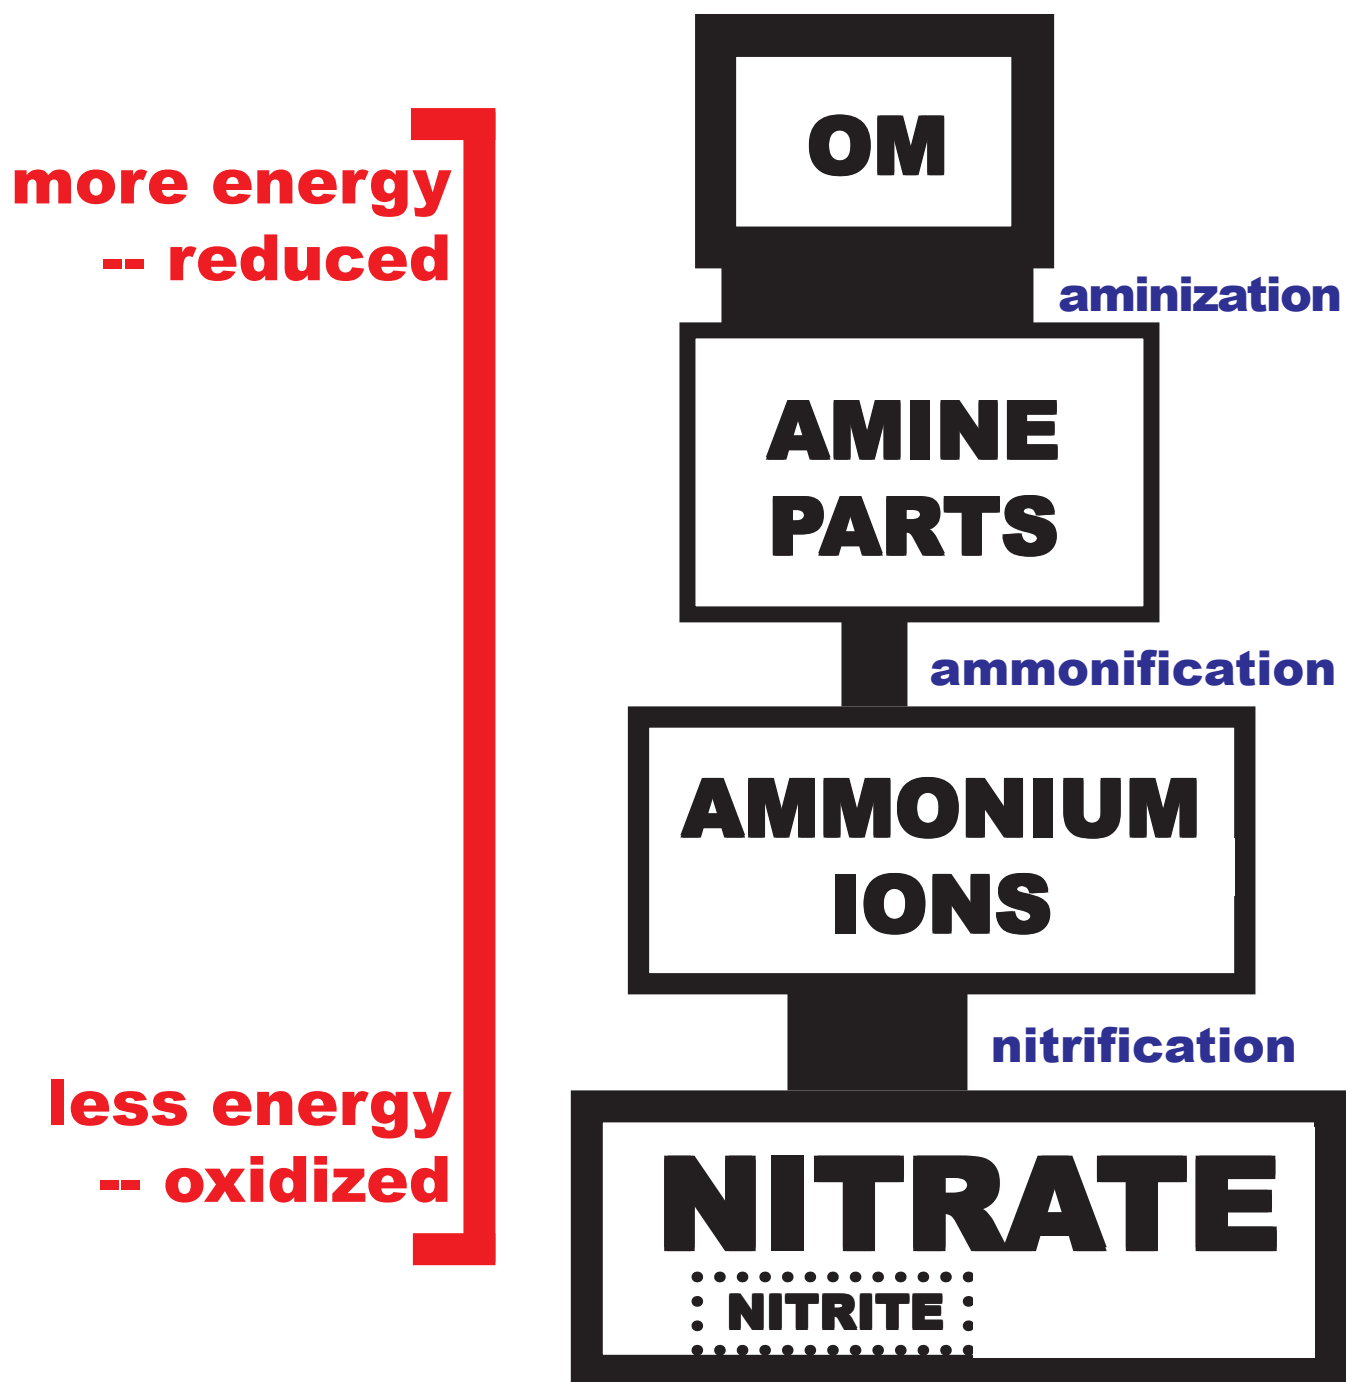 OM
more energy
-- reduced
aminization
AMINE
PARTS
ammonification
AMMONIUM
IONS
nitrification
less energy
-- oxidized
NITRATE
NITRITE